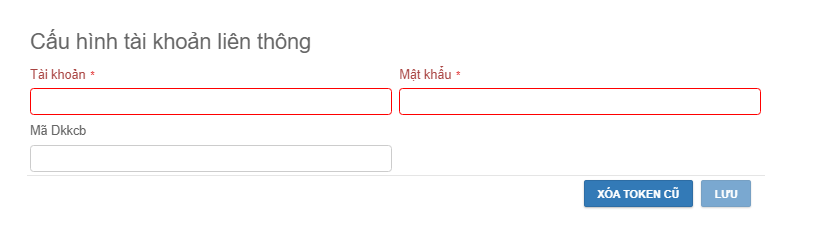 Cấu hình tài khoản liên thông
Tài khoản * Mật khẩu *
Mã Dkkcb
XÓA TOKEN CŨ LƯU